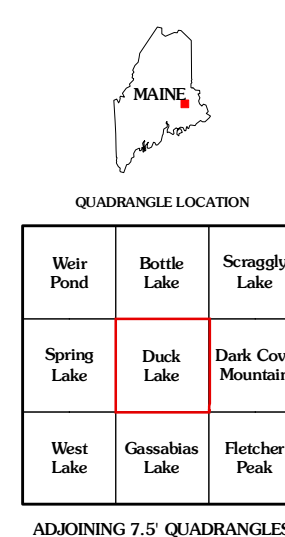 MAINE
QUADRANGLE LOCATION
Weir
Pond
Bottle
Lake
Scraggly
Lake
Spring
Lake
Duck
Lake
Dark Cov
Mountain
West
Lake
Gassabias
Lake
Fletcher
Peak
ADJOINING 7.5' QUADRANGLES